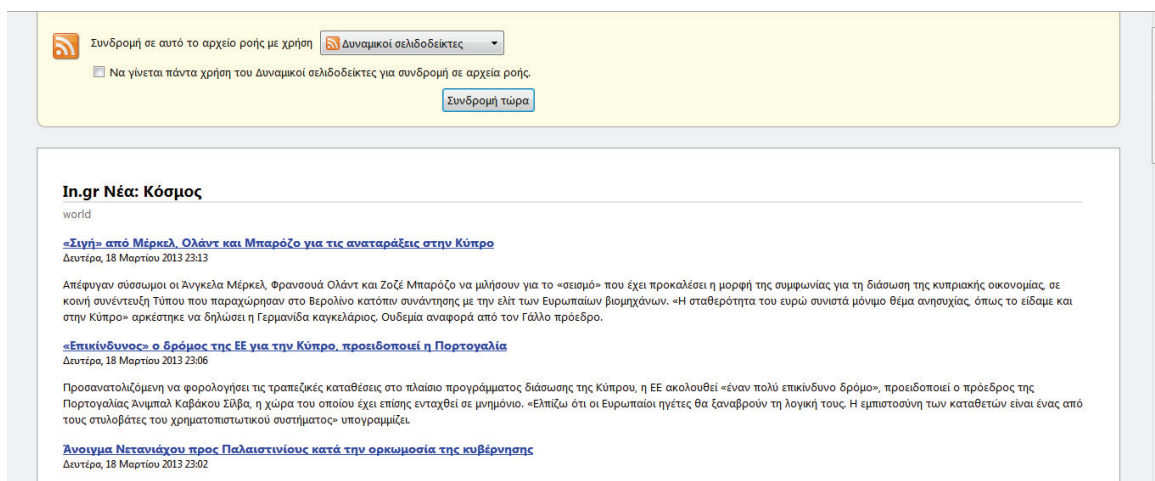 Συνδρομή σε αυτό το αρχείο ροής με χρήση Δυναμικοί σελιδοδείκτες
Να γίνεται πάντα χρήση του Δυναμικοί σελιδοδείκτες για συνδρομή σε αρχεία ροής.
Συνδρομή τώρα
In.gr Νέα: Κόσμος
world
«Σιγή» από Μέρκελ, Ολάντ και Μπαρόζο για τις αναταράξεις στην Κύπρο
Δευτέρα, 18 Μαρτίου 2013 23:13
Απέφυγαν σύσσωμοι οι Άνγκελα Μέρκελ, Φρανσουά Ολάντ και Ζοζέ Μπαρόζο να μιλήσουν για το «σεισμό» που έχει προκαλέσει η μορφή της συμφωνίας για τη διάσωση της κυπριακής οικονομίας, σε
κοινή συνέντευξη Τύπου που παραχώρησαν στο Βερολίνο κατόπιν συνάντησης με την ελίτ των Ευρωπαίων βιομηχάνων. «Η σταθερότητα του ευρώ συνιστά μόνιμο θέμα ανησυχίας, όπως το είδαμε και
στην Κύπρο» αρκέστηκε να δηλώσει η Γερμανίδα καγκελάριος. Ουδεμία αναφορά από τον Γάλλο πρόεδρο.
«Επικίνδυνος» ο δρόμος της ΕΕ για την Κύπρο, προειδοποιεί η Πορτογαλία
Δευτέρα, 18 Μαρτίου 2013 23:06
Προσανατολιζόμενη να φορολογήσει τις τραπεζικές καταθέσεις στο πλαίσιο προγράμματος διάσωσης της Κύπρου, η ΕΕ ακολουθεί «έναν πολύ επικίνδυνο δρόμο», προειδοποιεί ο πρόεδρος της
Πορτογαλίας Άνιμπαλ Καβάκου Σίλβα, η χώρα του οποίου έχει επίσης ενταχθεί σε μνημόνιο. «Ελπίζω ότι οι Ευρωπαίοι ηγέτες θα ξαναβρούν τη λογική τους. Η εμπιστοσύνη των καταθετών είναι ένας από
τους στυλοβάτες του χρηματοπιστωτικού συστήματος» υπογραμμίζει.
Άνοιγμα Νετανιάχου προς Παλαιστινίους κατά την ορκωμοσία της κυβέρνησης
Δευτέρα, 18 Μαρτίου 2013 23:02